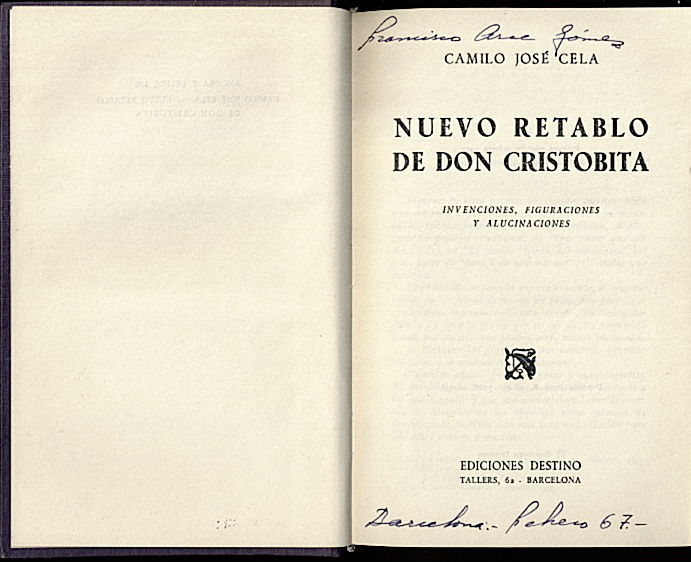 Francisco Arac Gómez
CAMILO JOSÉ CELA
NUEVO RETABLO
DE DON CRISTOBITA
INVENCIONES, FIGURACIONES
Y ALUCINACIONES
EDICIONES DESTINO
TALLERS, 62 - BARCELONA
Barcelona.- febrero 67.-